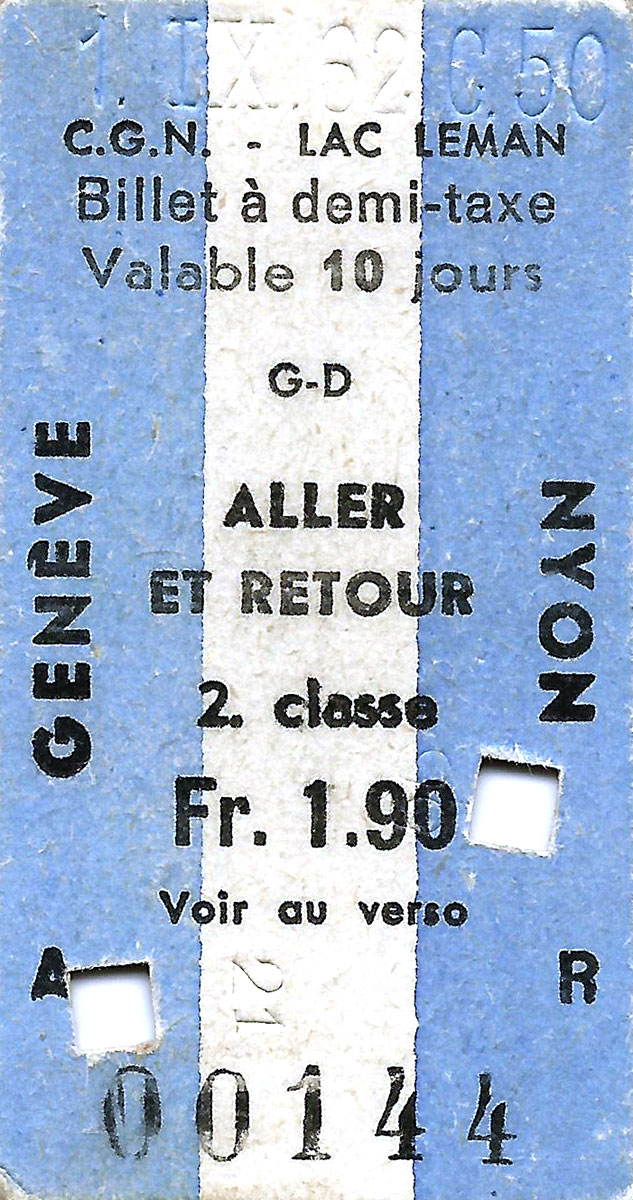 1. IX. 62 C.50
C.G.N. - LAC LEMAN
Billet à demi-taxe
Valable 10 jours
G-D
GENÈVE
ALLER
ET RETOUR
NYON
2. classe
Fr. 1.90
Voir au verso
A
R
21
00144